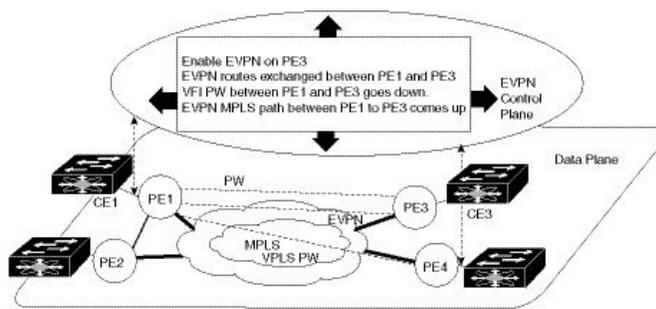 Enable EVPN on PE3
EVPN routes exchanged between PE1 and PE3
VFI PW between PE1 and PE3 goes down.
EVPN MPLS path between PE1 to PE3 comes up
EVPN
Control
Plane
Data Plane
PW
CE1
PE1
PE3
CE3
EVPN
MPLS
VPLS PW
PE2
PE4